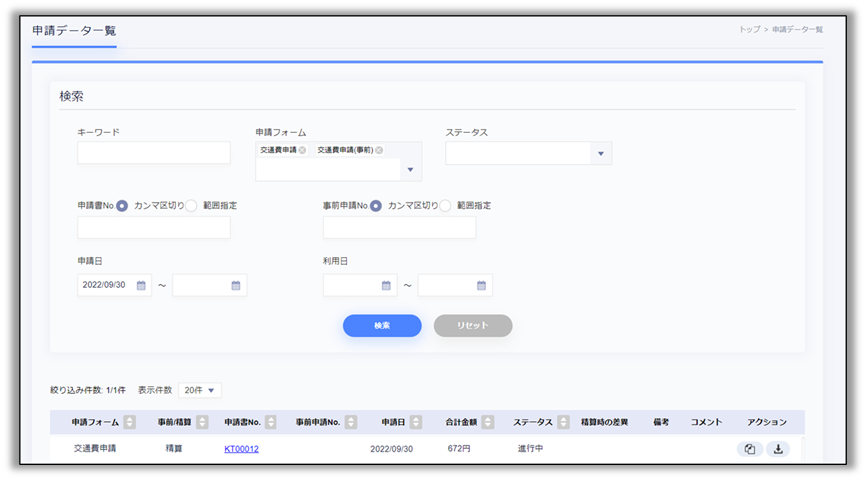 申請データ一覧
トップ > 申請データ一覧
検索
キーワード 申請フォーム ステータス
交通費申請 交通費申請(事前)
申請書No カンマ区切り 範囲指定 事前申請No カンマ区切り 範囲指定
申請日 利用日
2022/09/30 ～ ～
検索 リセット
絞り込み件数: 1/1件 表示件数 20件
申請フォーム 事前/精算 申請書No. 事前申請No. 申請日 合計金額 ステータス 精算時の差異 備考 コメント アクション
交通費申請 精算 KT00012 2022/09/30 672円 進行中